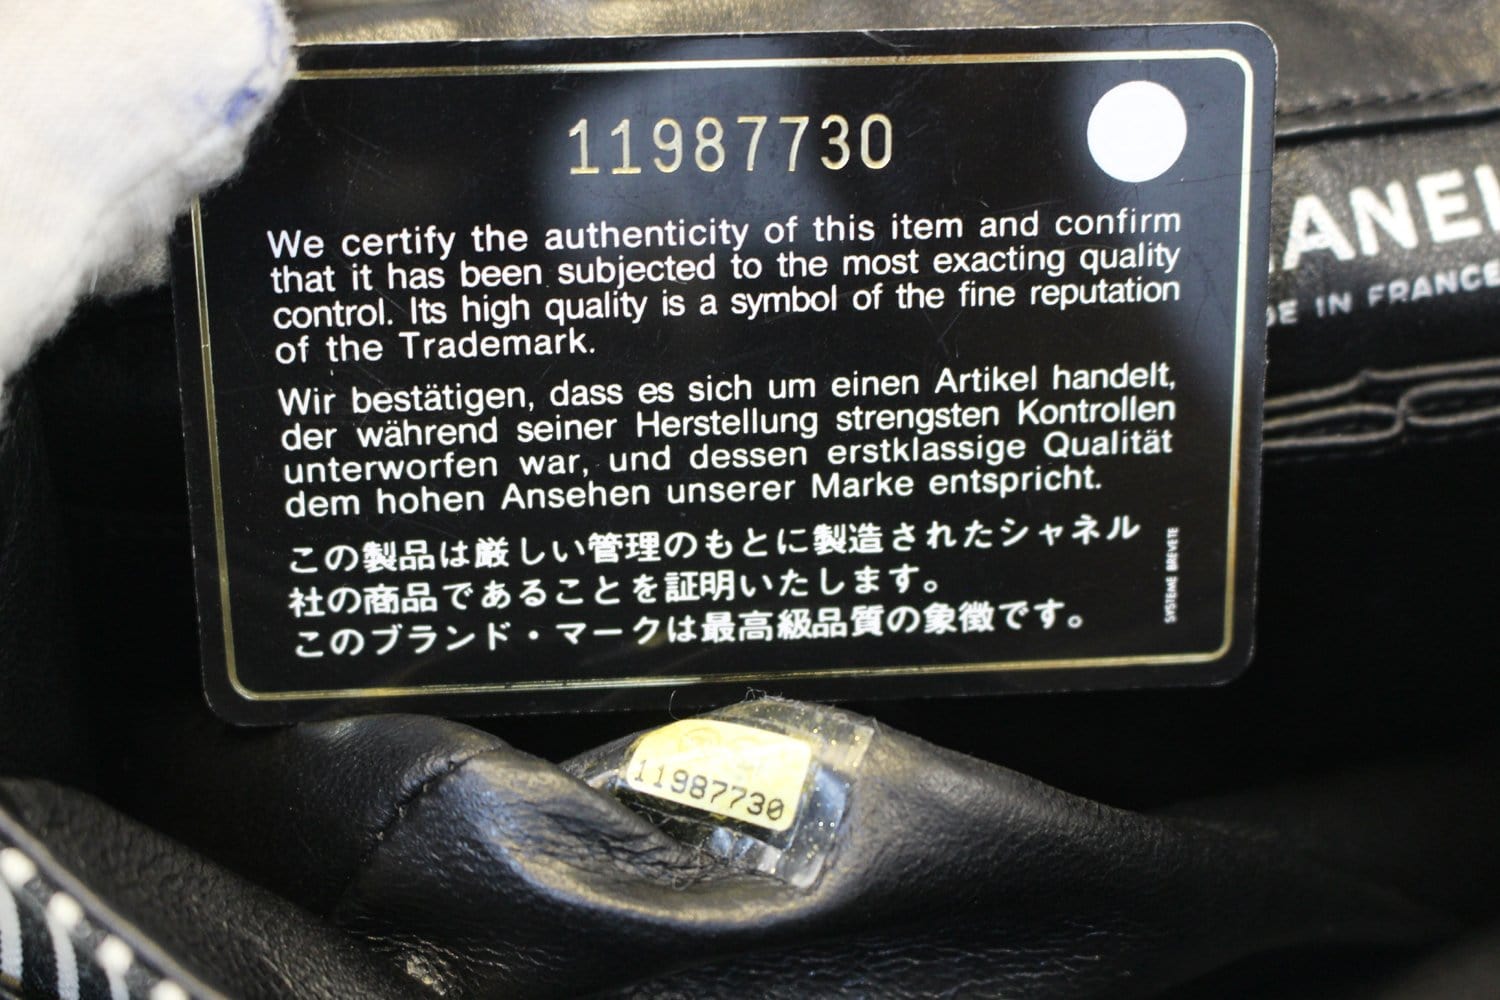 11987730
We certify the authenticity of this item and confirm
that it has been subjected to the most exacting quality
control. Its high quality is a symbol of the fine reputation
of the Trademark.
Wir bestätigen, dass es sich um einen Artikel handelt,
der während seiner Herstellung strengsten Kontrollen
unterworfen war, und dessen erstklassige Qualität
dem hohen Ansehen unserer Marke entspricht.
この製品は厳しい管理のもとに製造されたシャネル
社の商品であることを証明いたします。
このブランド・マークは最高級品質の象徴です。
SYSTEME BREVETE
ANEL
DE IN FRANCE
11987730